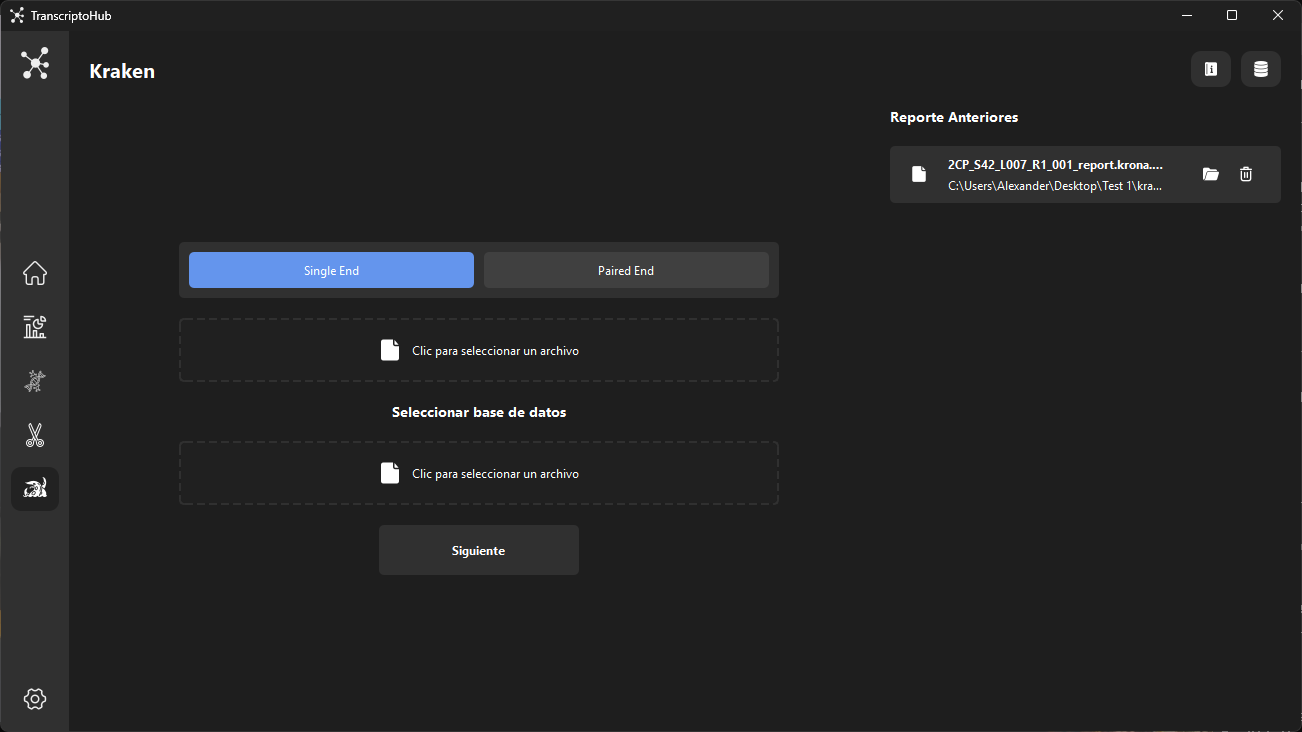 TranscriptoHub
Kraken
Reporte Anteriores
2CP_S42_L007_R1_001_report.krona....
C:\Users\Alexander\Desktop\Test 1\kra...
Single End
Paired End
Clic para seleccionar un archivo
Seleccionar base de datos
Clic para seleccionar un archivo
Siguiente